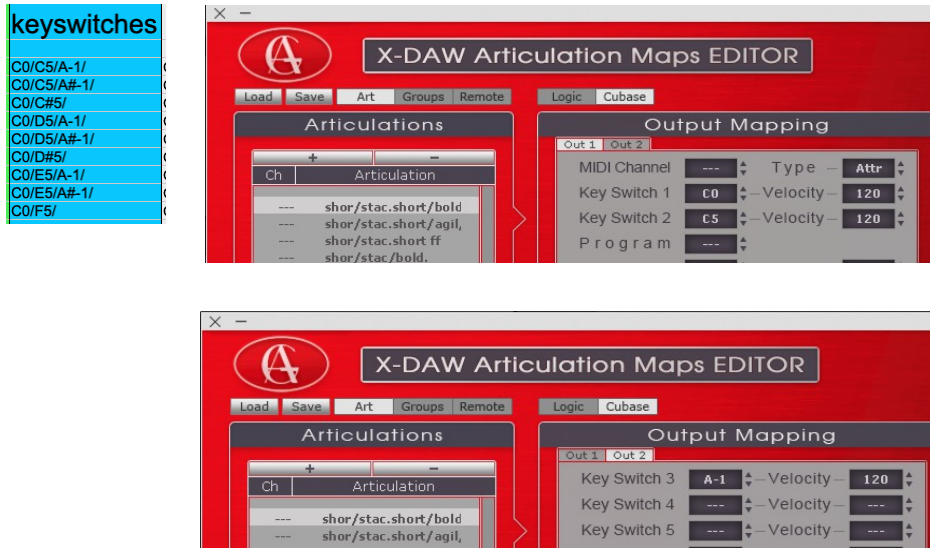 keyswitches
C0/C5/A-1/
C0/C5/A#-1/
C0/C#5/
C0/D5/A-1/
C0/D5/A#-1/
C0/D#5/
C0/E5/A-1/
C0/E5/A#-1/
C0/F5/
X-DAW Articulation Maps EDITOR
Load Save Art Groups Remote Logic Cubase
Articulations
Output Mapping
Out 1 Out 2
+ −
Ch Articulation
MIDI Channel --- Type Attr
Key Switch 1 C0 Velocity 120
Key Switch 2 C5 Velocity 120
Program ---
--- shor/stac.short/bold
--- shor/stac.short/agil,
--- shor/stac.short ff
--- shor/stac/bold.
X-DAW Articulation Maps EDITOR
Load Save Art Groups Remote Logic Cubase
Articulations
Output Mapping
Out 1 Out 2
+ −
Ch Articulation
Key Switch 3 A-1 Velocity 120
Key Switch 4 --- Velocity ---
Key Switch 5 --- Velocity ---
--- shor/stac.short/bold
--- shor/stac.short/agil,